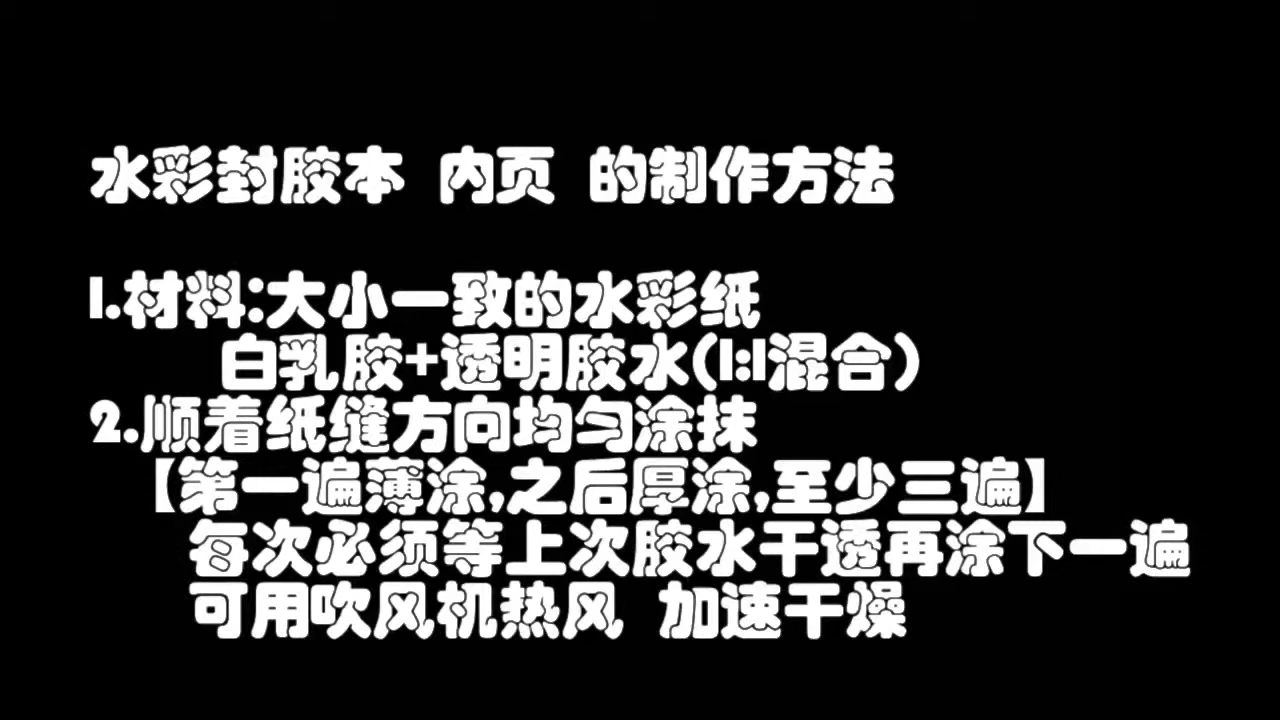 水彩封胶本 内页 的制作方法
1.材料:大小一致的水彩纸
白乳胶+透明胶水(1:1混合)
2.顺着纸缝方向均匀涂抹
【第一遍薄涂,之后厚涂,至少三遍】
每次必须等上次胶水干透再涂下一遍
可用吹风机热风 加速干燥